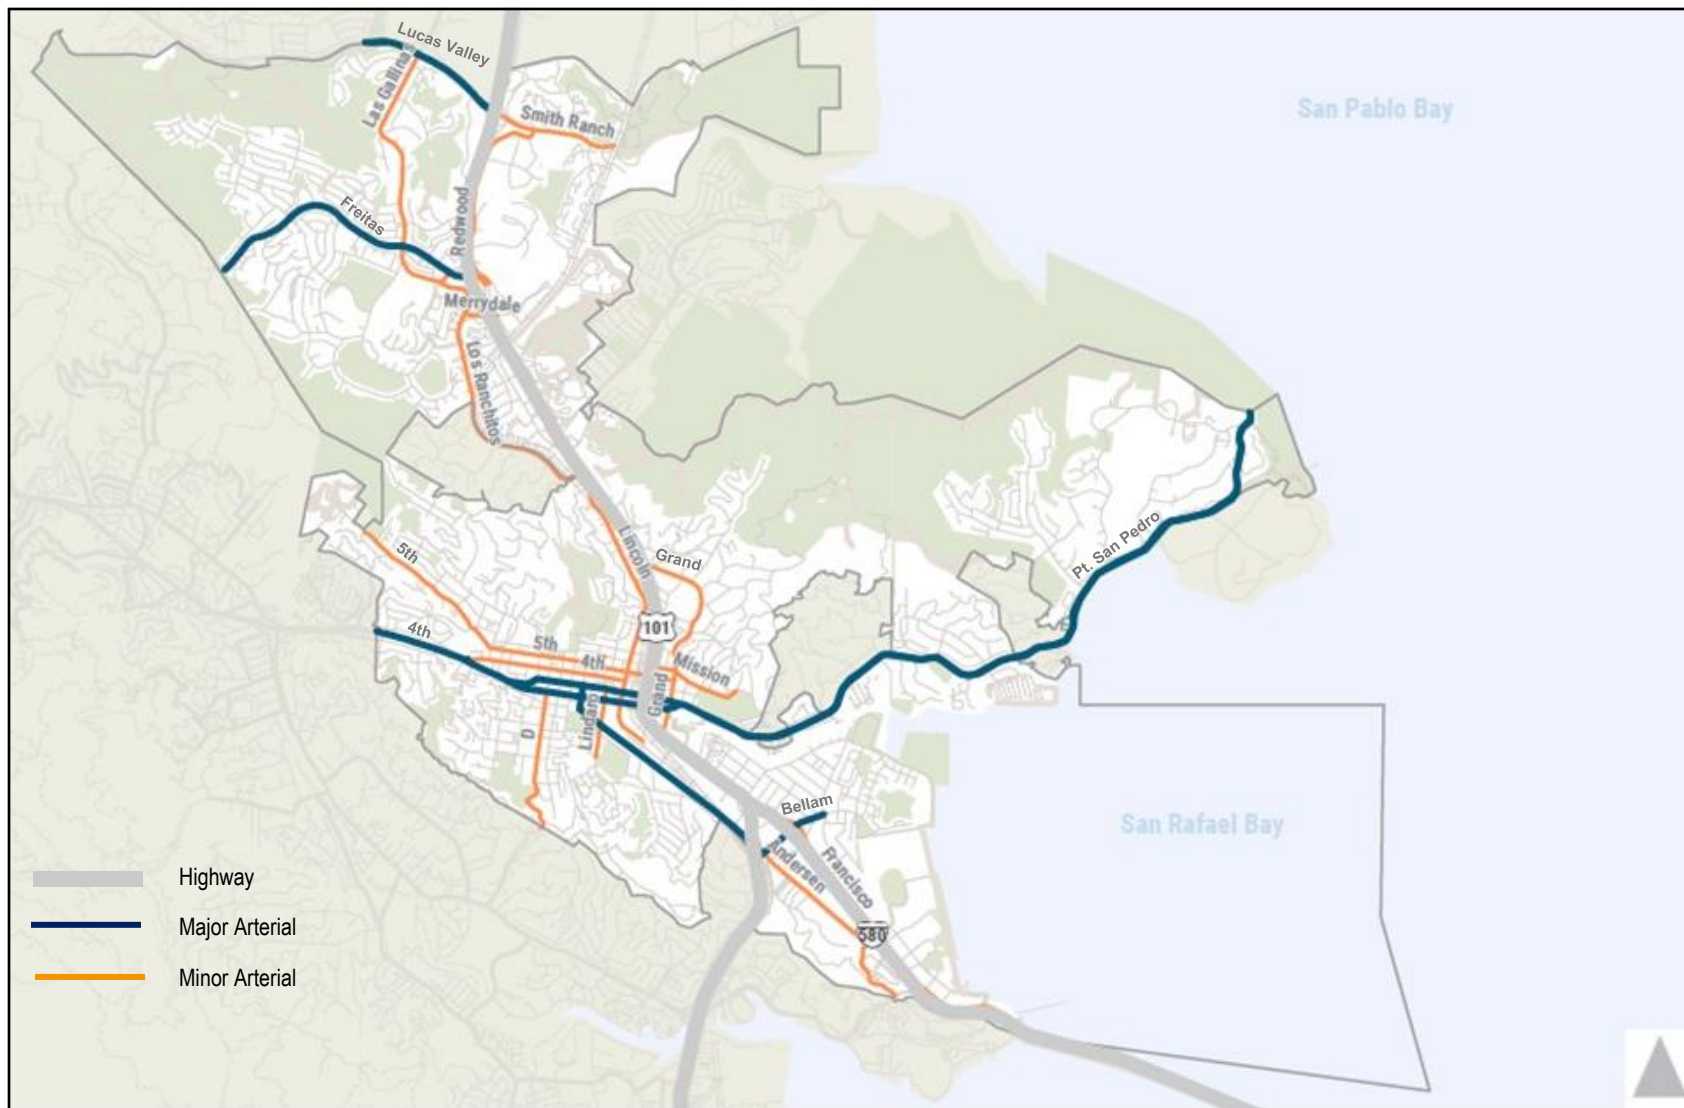 Lucas Valley
San Pablo Bay
Las Gallinas
Smith Ranch
Freitas
Redwood
Merrydale
Los Ranchitos
Pt. San Pedro
5th
Lincoln
Grand
101
4th
5th
4th
Mission
Grand
Lindaro
D
Bellam
San Rafael Bay
Andersen
Francisco
580
Highway
Major Arterial
Minor Arterial